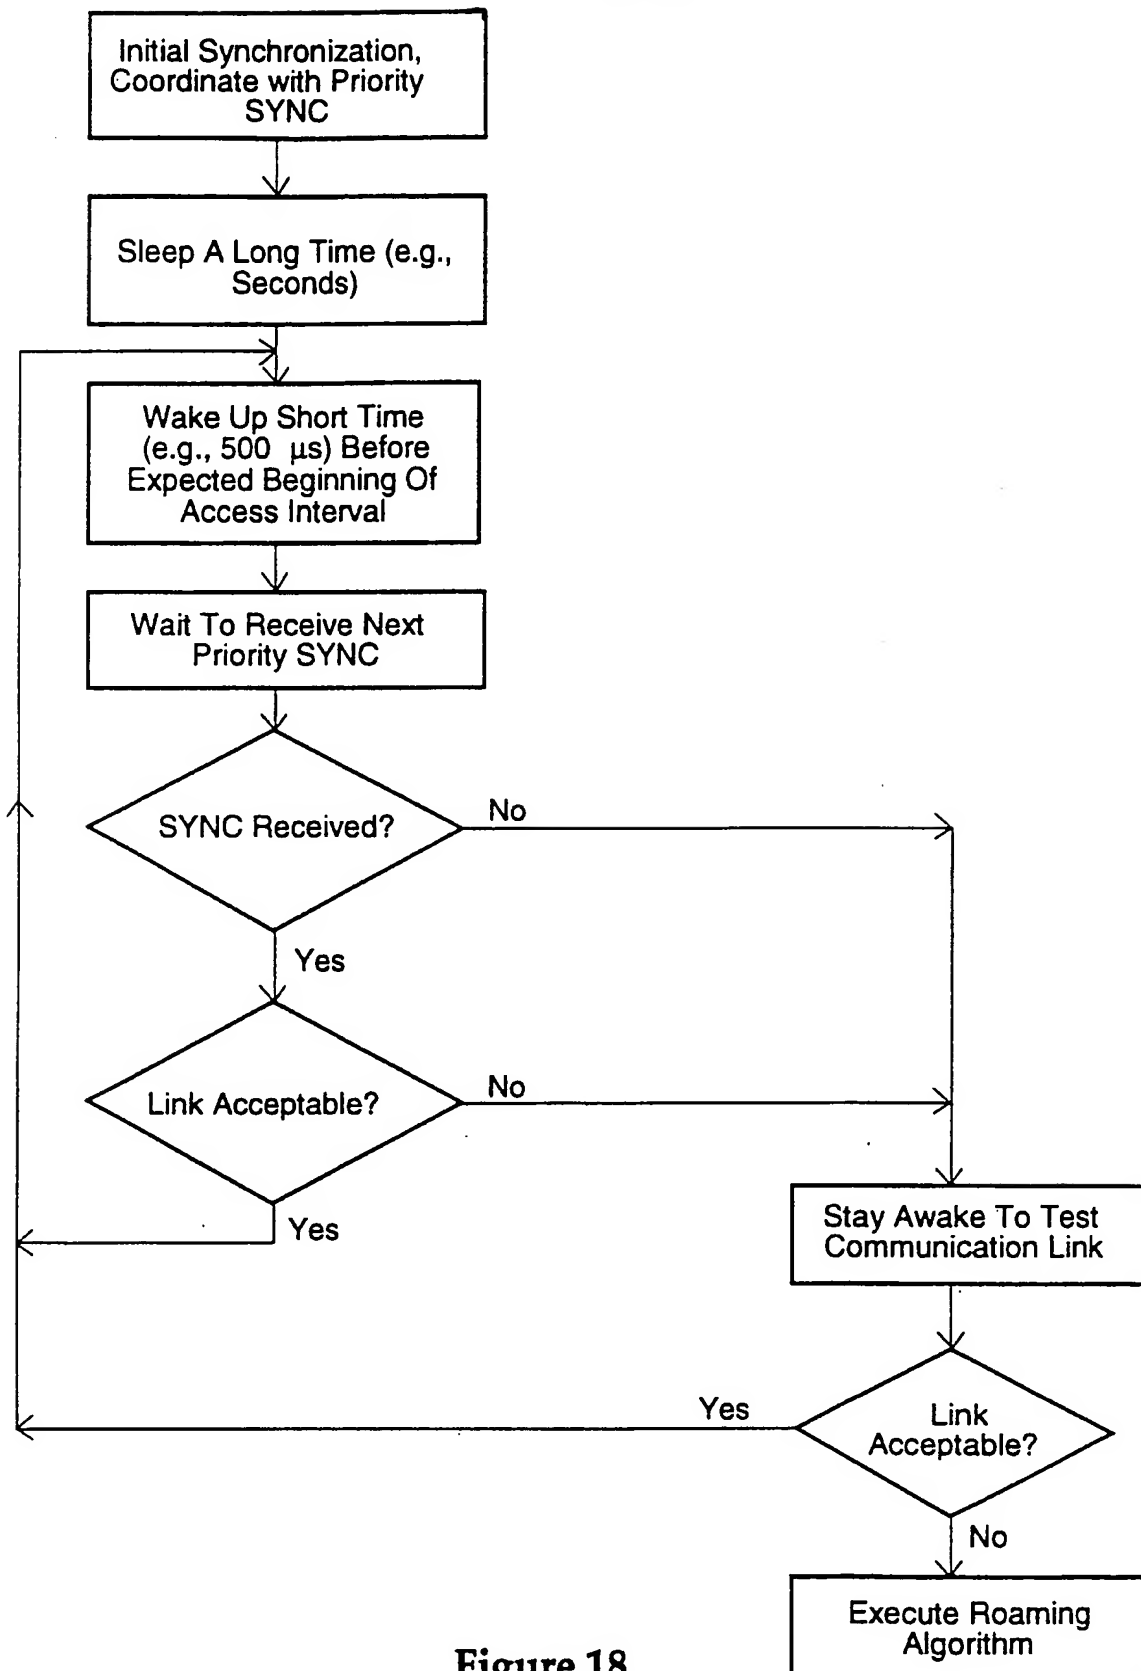 Initial Synchronization,
Coordinate with Priority
SYNC
Sleep A Long Time (e.g.,
Seconds)
Wake Up Short Time
(e.g., 500 µs) Before
Expected Beginning Of
Access Interval
Wait To Receive Next
Priority SYNC
SYNC Received?
No
Yes
Link Acceptable?
No
Yes
Stay Awake To Test
Communication Link
Link
Acceptable?
Yes
No
Execute Roaming
Algorithm
Figure 18